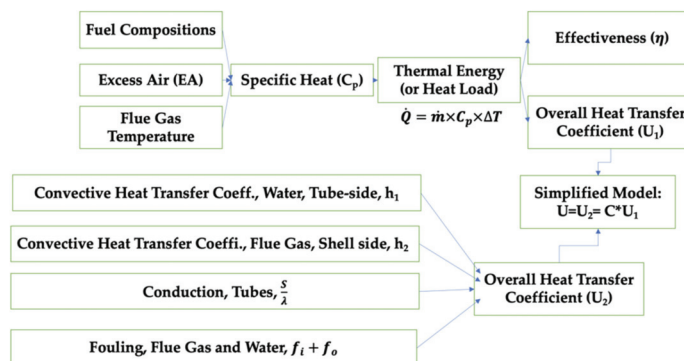 Fuel Compositions
Excess Air (EA)
Flue Gas
Temperature
Specific Heat (Cₚ)
Thermal Energy
(or Heat Load)
Q̇ = ṁ×Cₚ×ΔT
Effectiveness (η)
Overall Heat Transfer
Coefficient (U₁)
Simplified Model:
U=U₂= C*U₁
Convective Heat Transfer Coeff., Water, Tube-side, h₁
Convective Heat Transfer Coeffi., Flue Gas, Shell side, h₂
Conduction, Tubes, S/λ
Fouling, Flue Gas and Water, fᵢ + fₒ
Overall Heat Transfer
Coefficient (U₂)